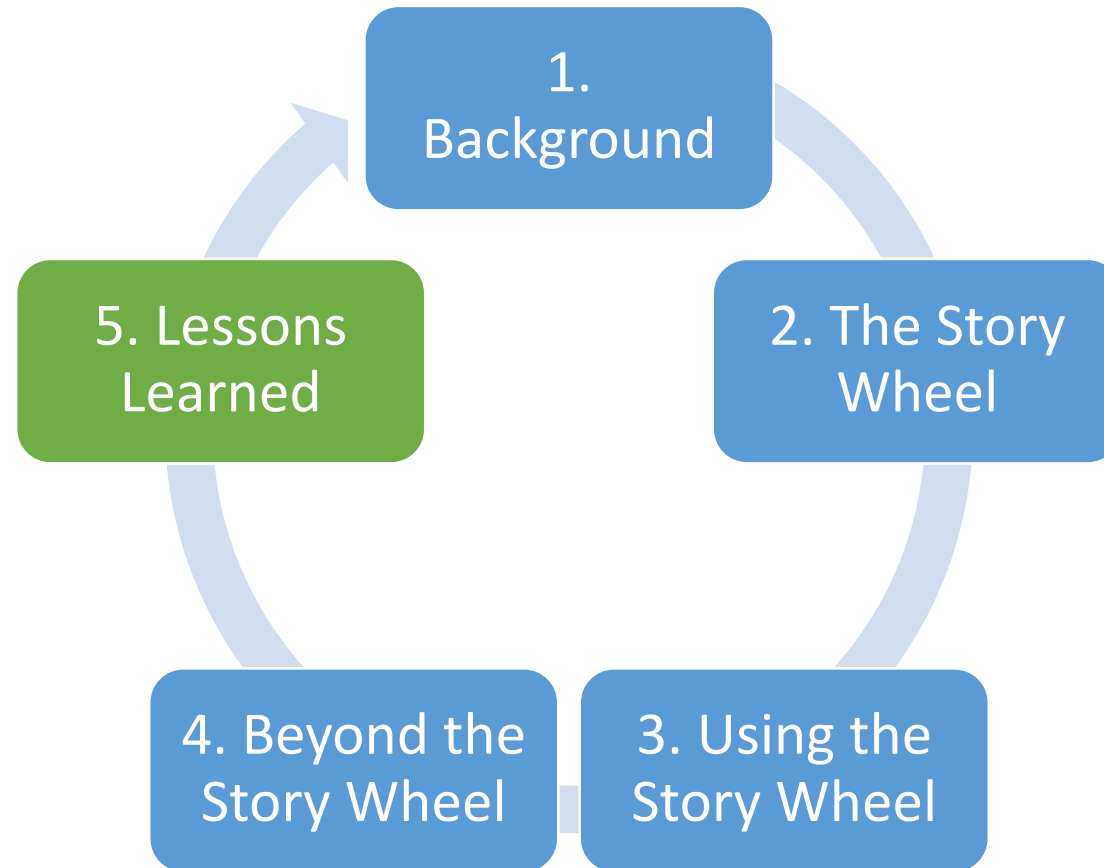 1.
Background
2. The Story
Wheel
3. Using the
Story Wheel
4. Beyond the
Story Wheel
5. Lessons
Learned